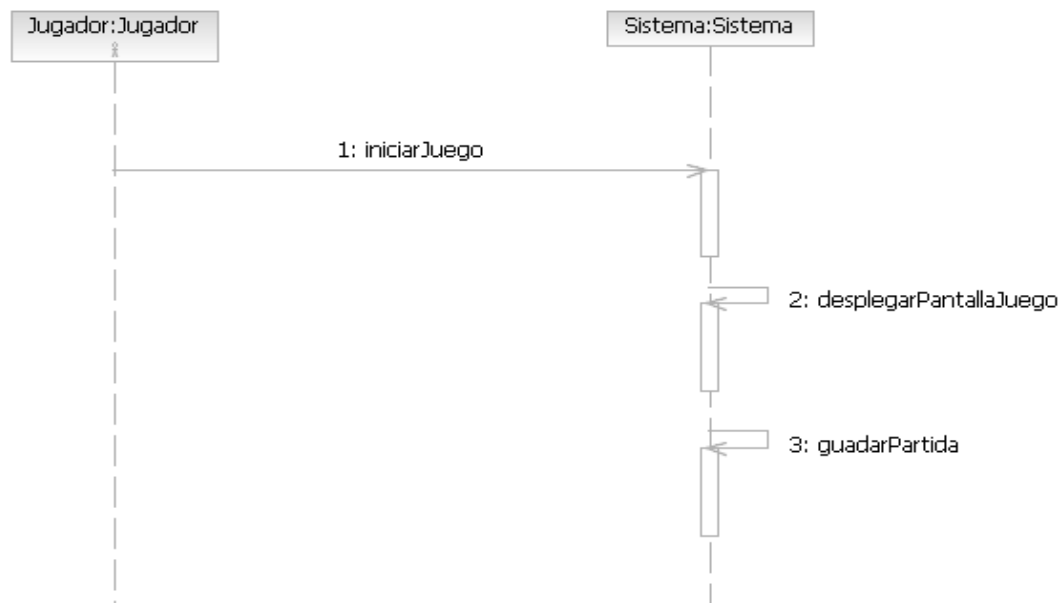 Jugador:Jugador
Sistema:Sistema
1: iniciarJuego
2: desplegarPantallaJuego
3: guadarPartida